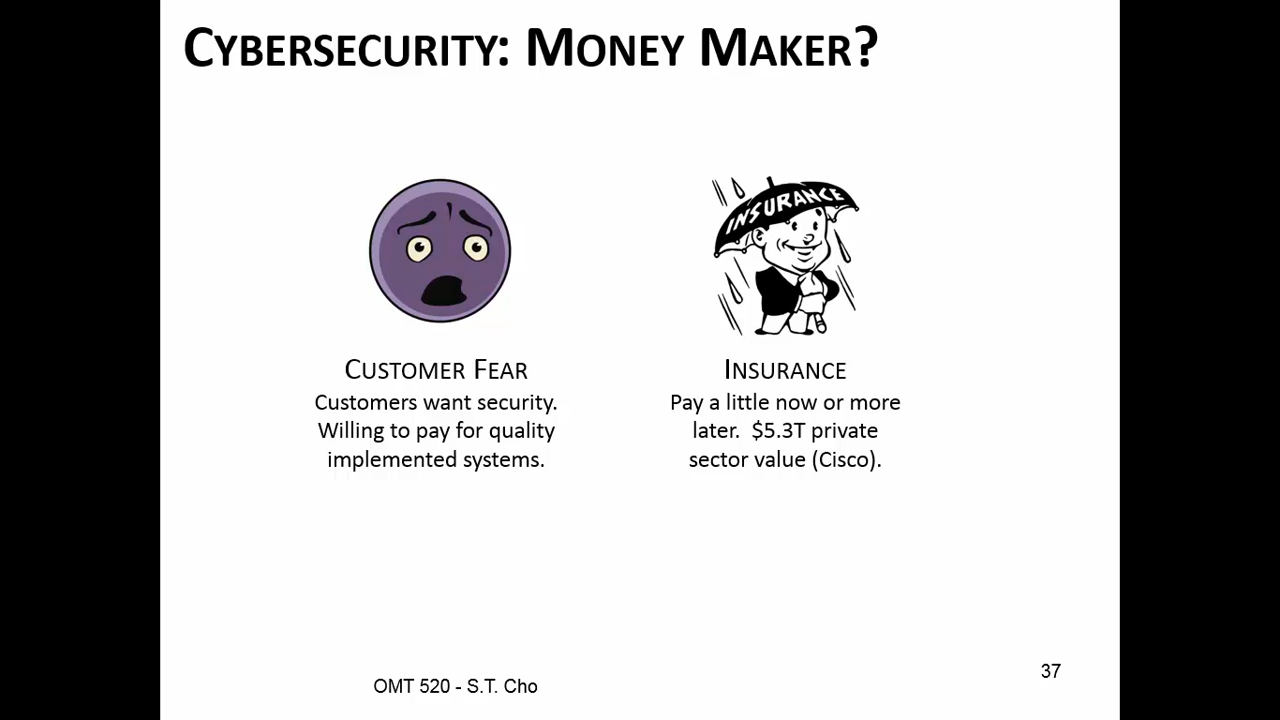 CYBERSECURITY: MONEY MAKER?
INSURANCE
CUSTOMER FEAR
Customers want security.
Willing to pay for quality
implemented systems.
INSURANCE
Pay a little now or more
later. $5.3T private
sector value (Cisco).
OMT 520 - S.T. Cho
37